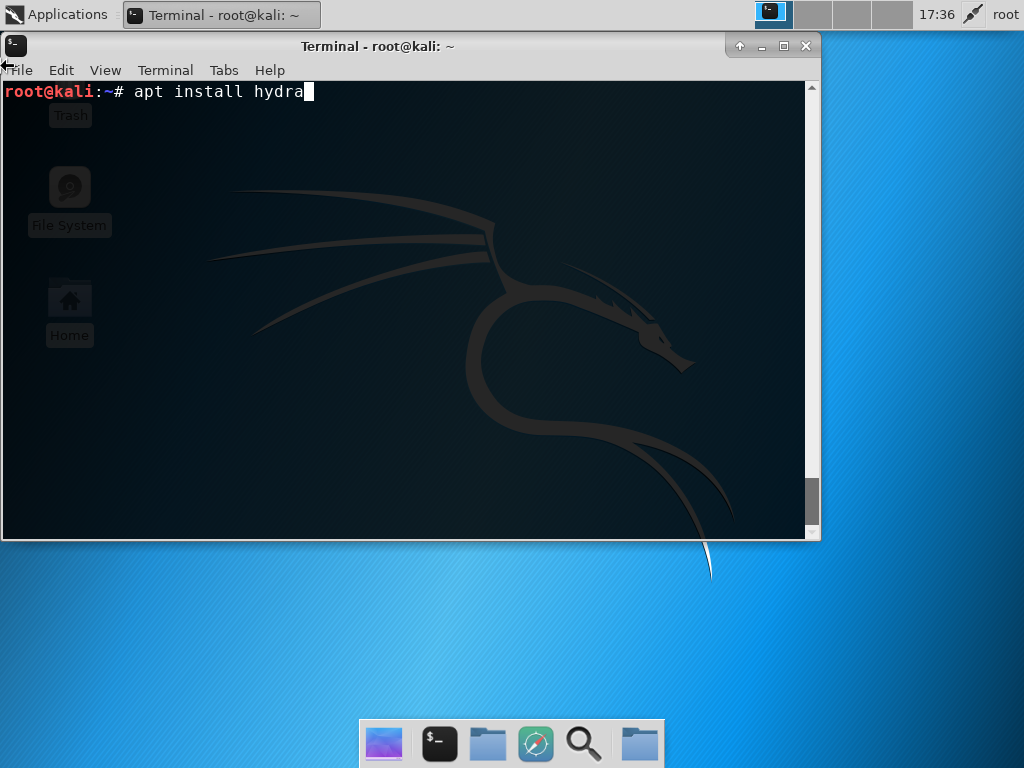 Applications Terminal - root@kali: ~ 17:36 root
Terminal - root@kali: ~
File Edit View Terminal Tabs Help
root@kali:~# apt install hydra
Trash
File System
Home
$_